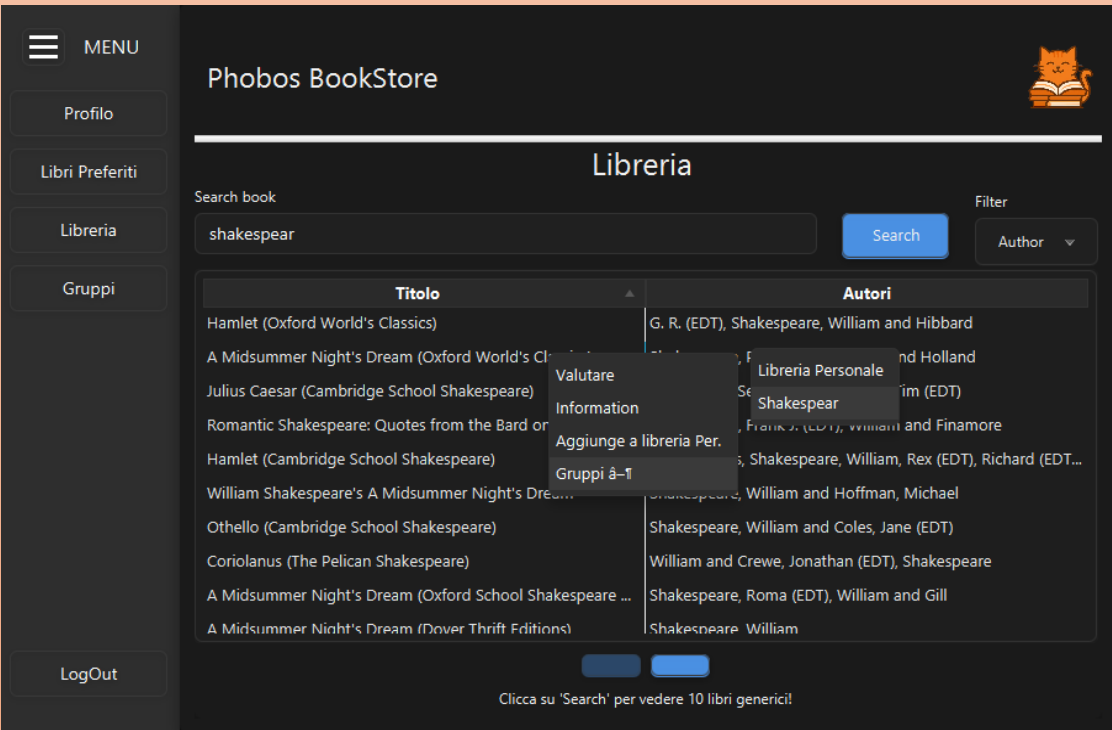 MENU
Profilo
Libri Preferiti
Libreria
Gruppi
LogOut
Phobos BookStore
Libreria
Search book
shakespear
Search
Filter
Author
Titolo Autori
Hamlet (Oxford World's Classics) G. R. (EDT), Shakespeare, William and Hibbard
A Midsummer Night's Dream (Oxford World's nd Holland
Julius Caesar (Cambridge School Shakespeare) im (EDT)
Romantic Shakespeare: Quotes from the Bard on Frank J. (EDT), William and Finamore
Hamlet (Cambridge School Shakespeare) s, Shakespeare, William, Rex (EDT), Richard (EDT...
William Shakespeare's A Midsummer Night's Dream Shakespeare, William and Hoffman, Michael
Othello (Cambridge School Shakespeare) Shakespeare, William and Coles, Jane (EDT)
Coriolanus (The Pelican Shakespeare) William and Crewe, Jonathan (EDT), Shakespeare
A Midsummer Night's Dream (Oxford School Shakespeare ... Shakespeare, Roma (EDT), William and Gill
A Midsummer Night's Dream (Dover Thrift Editions) Shakespeare, William
Valutare
Information
Aggiunge a libreria Per.
Gruppi â–¶
Libreria Personale
Shakespear
Clicca su 'Search' per vedere 10 libri generici!